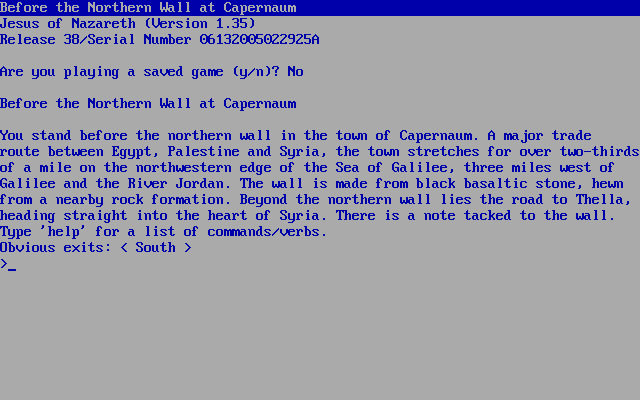 Before the Northern Wall at Capernaum
Jesus of Nazareth (Version 1.35)
Release 38/Serial Number 06132005022925A
Are you playing a saved game (y/n)? No
Before the Northern Wall at Capernaum
You stand before the northern wall in the town of Capernaum. A major trade
route between Egypt, Palestine and Syria, the town stretches for over two-thirds
of a mile on the northwestern edge of the Sea of Galilee, three miles west of
Galilee and the River Jordan. The wall is made from black basaltic stone, hewn
from a nearby rock formation. Beyond the northern wall lies the road to Thella,
heading straight into the heart of Syria. There is a note tacked to the wall.
Type 'help' for a list of commands/verbs.
Obvious exits: < South >
>_